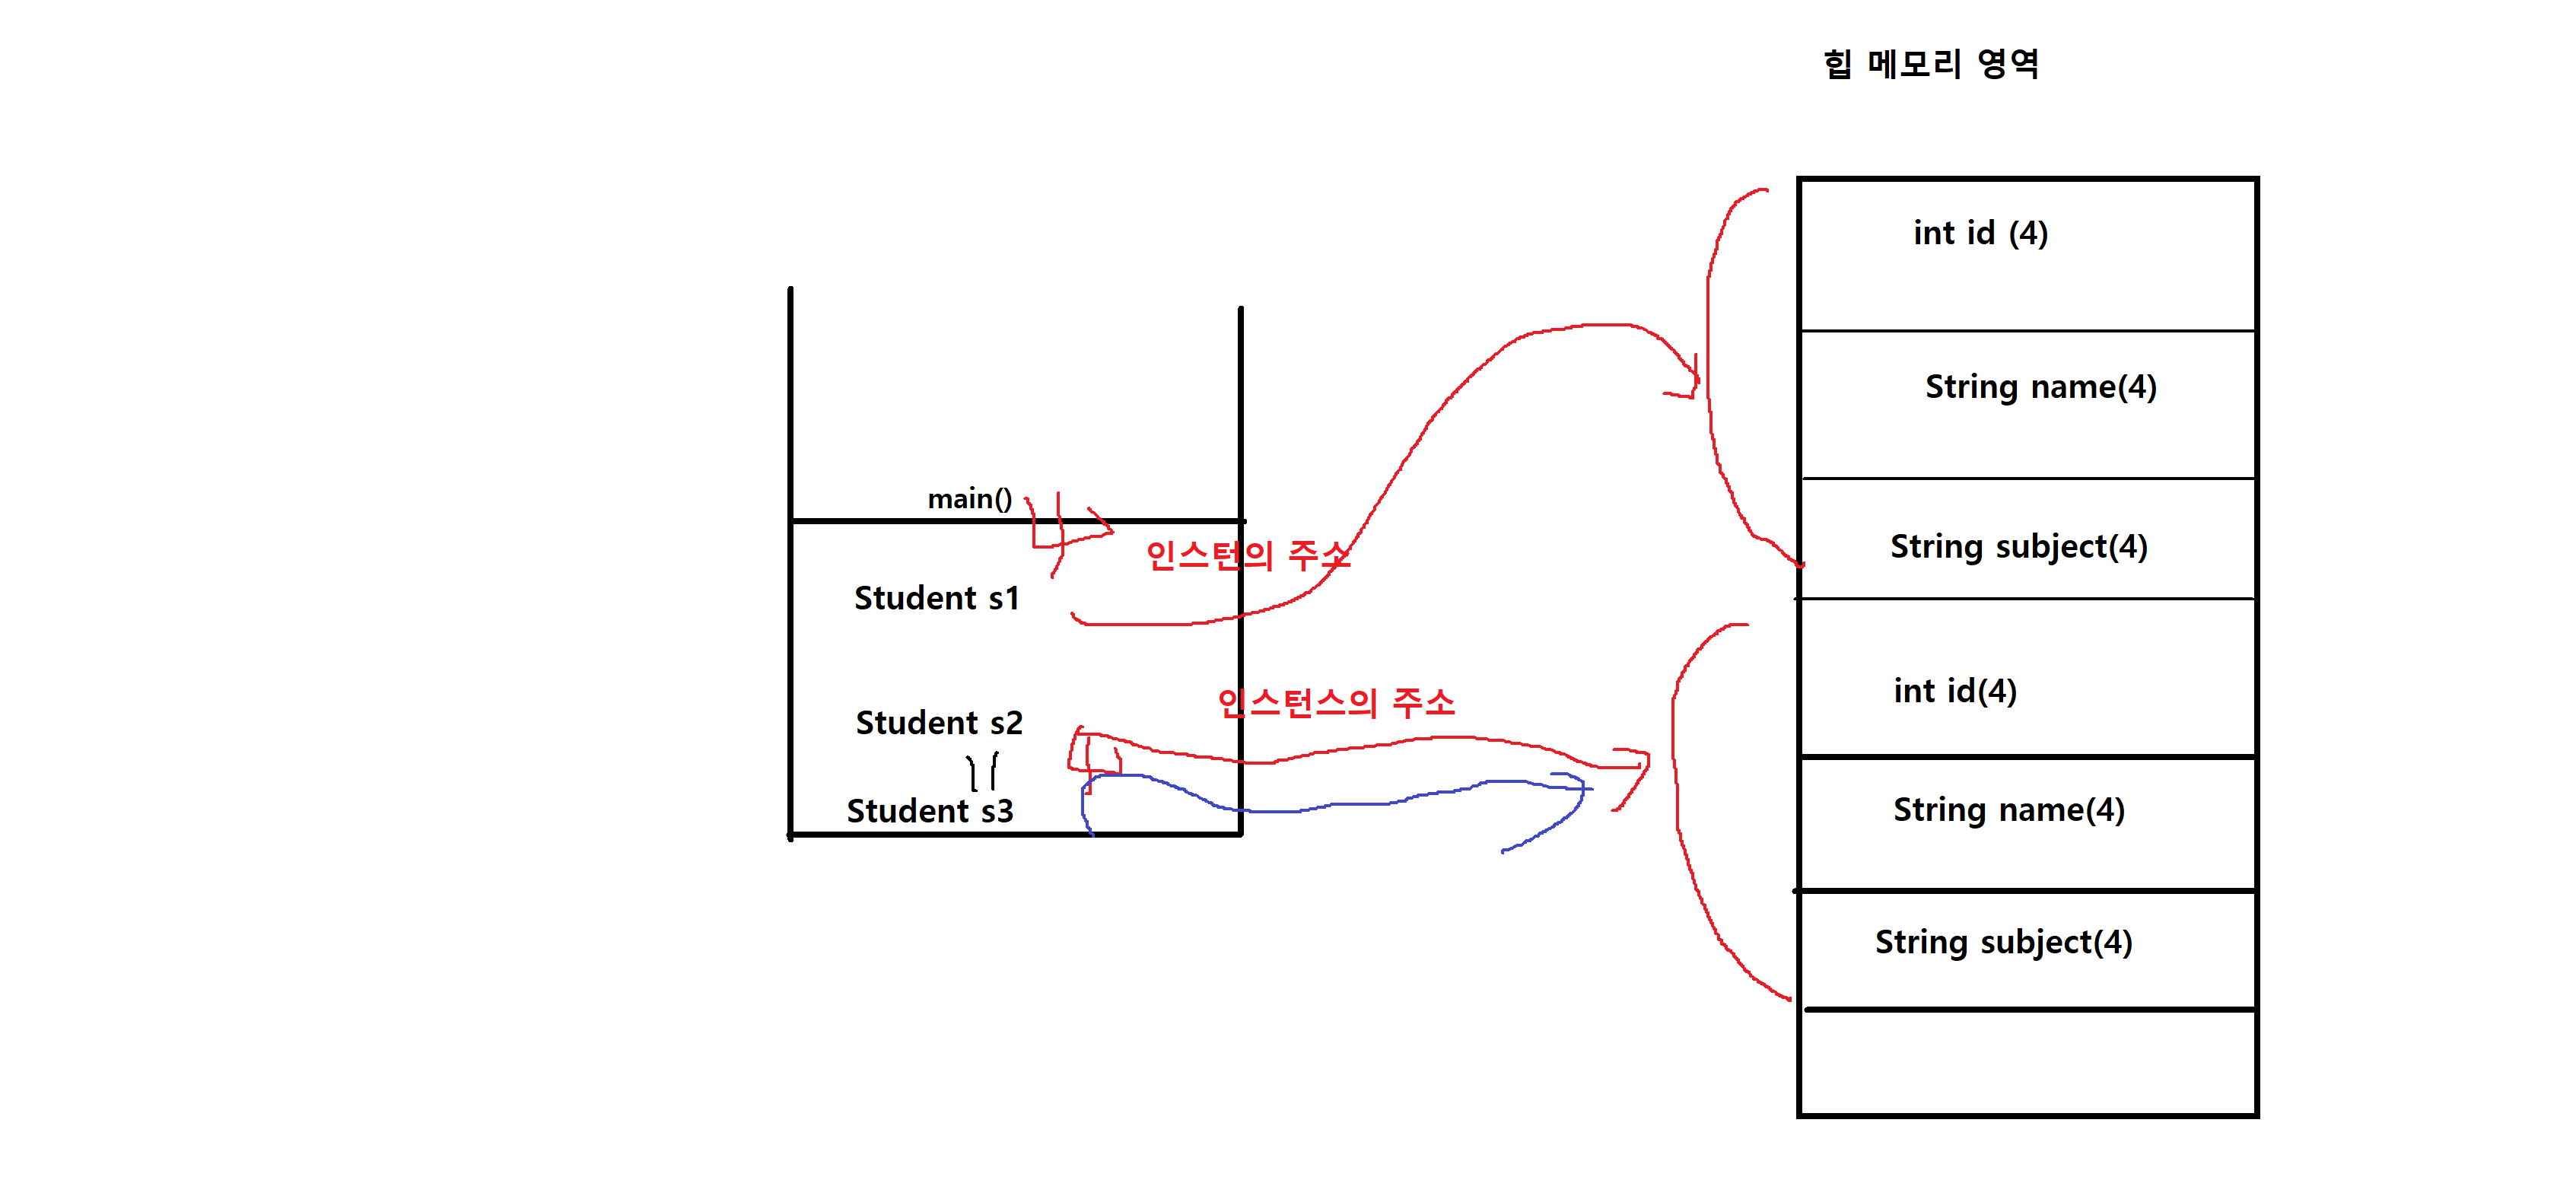 힙 메모리 영역
int id (4)
String name(4)
String subject(4)
int id(4)
String name(4)
String subject(4)
main()
인스턴의 주소
Student s1
인스턴스의 주소
Student s2
Student s3